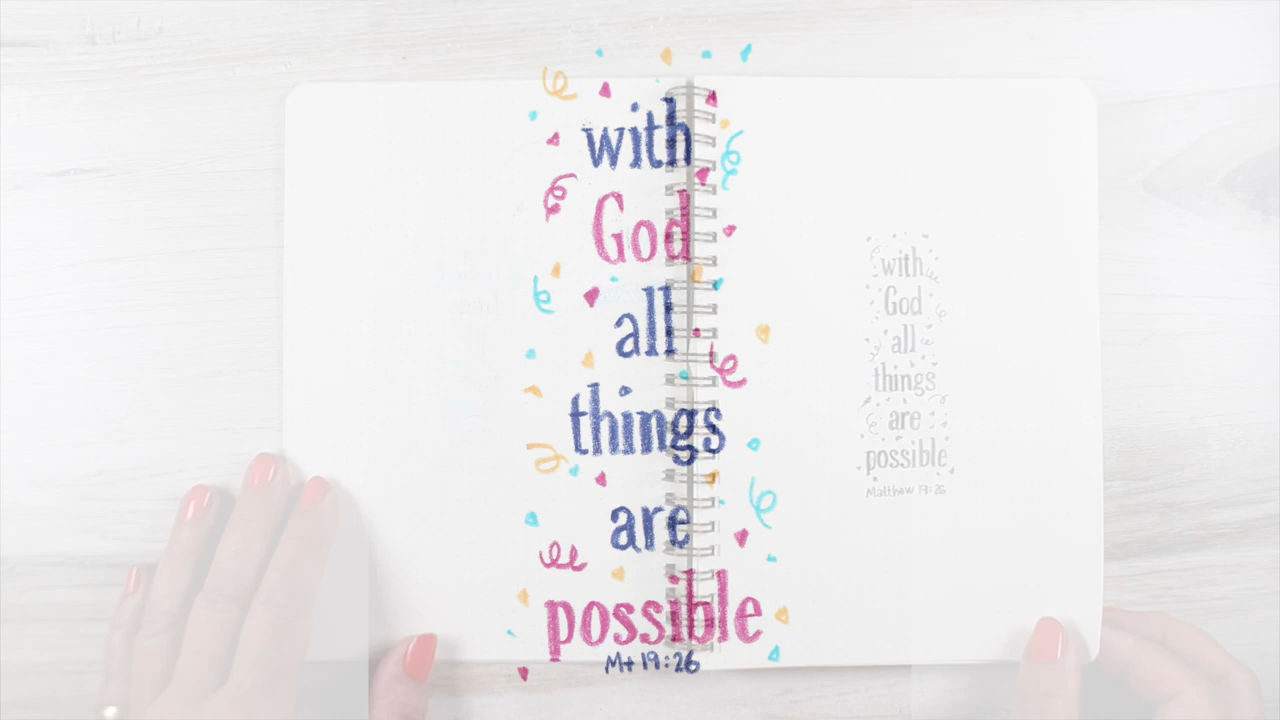 with
God
all
things
are
possible
Mt 19:26
with
God
all
things
are
possible
Matthew 19:26